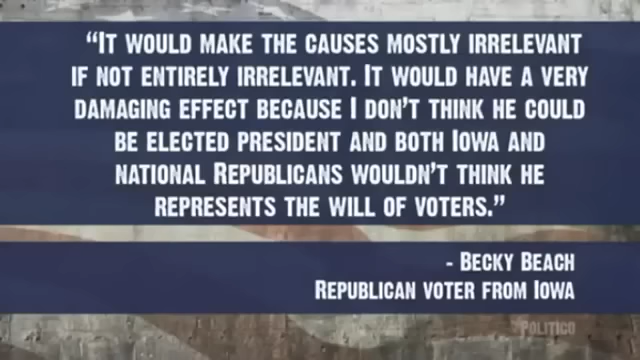 “It would make the causes mostly irrelevant
if not entirely irrelevant. It would have a very
damaging effect because I don’t think he could
be elected president and both Iowa and
national Republicans wouldn’t think he
represents the will of voters.”
- Becky Beach
Republican voter from Iowa
POLITICO